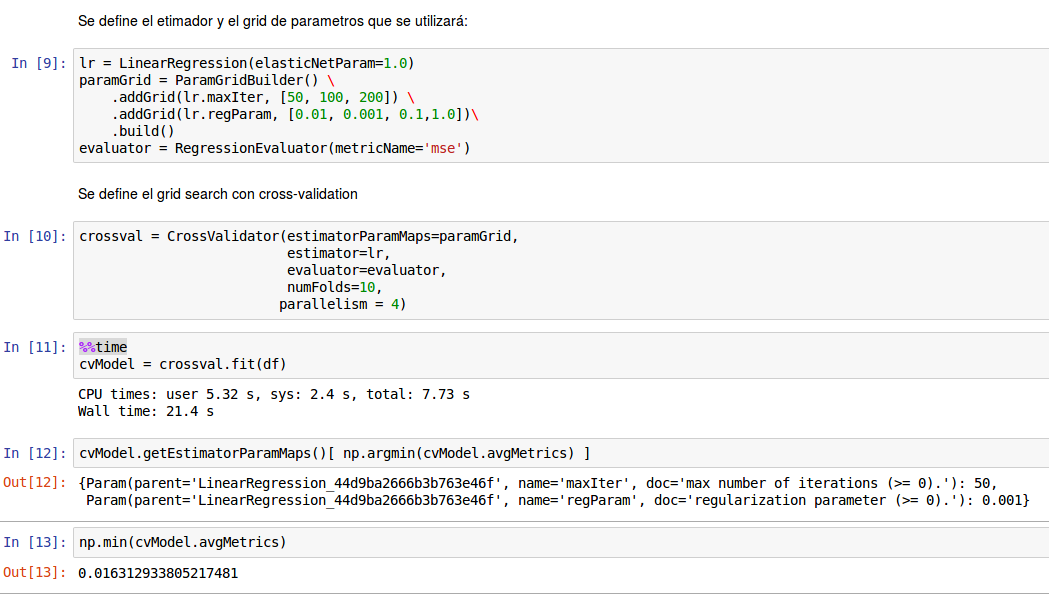 Se define el etimador y el grid de parametros que se utilizará:
In [9]: lr = LinearRegression(elasticNetParam=1.0)
paramGrid = ParamGridBuilder() \
    .addGrid(lr.maxIter, [50, 100, 200]) \
    .addGrid(lr.regParam, [0.01, 0.001, 0.1,1.0])\
    .build()
evaluator = RegressionEvaluator(metricName='mse')
Se define el grid search con cross-validation
In [10]: crossval = CrossValidator(estimatorParamMaps=paramGrid,
                          estimator=lr,
                          evaluator=evaluator,
                          numFolds=10,
                         parallelism = 4)
In [11]: %%time
cvModel = crossval.fit(df)
CPU times: user 5.32 s, sys: 2.4 s, total: 7.73 s
Wall time: 21.4 s
In [12]: cvModel.getEstimatorParamMaps()[ np.argmin(cvModel.avgMetrics) ]
Out[12]: {Param(parent='LinearRegression_44d9ba2666b3b763e46f', name='maxIter', doc='max number of iterations (>= 0).'): 50,
 Param(parent='LinearRegression_44d9ba2666b3b763e46f', name='regParam', doc='regularization parameter (>= 0).'): 0.001}
In [13]: np.min(cvModel.avgMetrics)
Out[13]: 0.016312933805217481